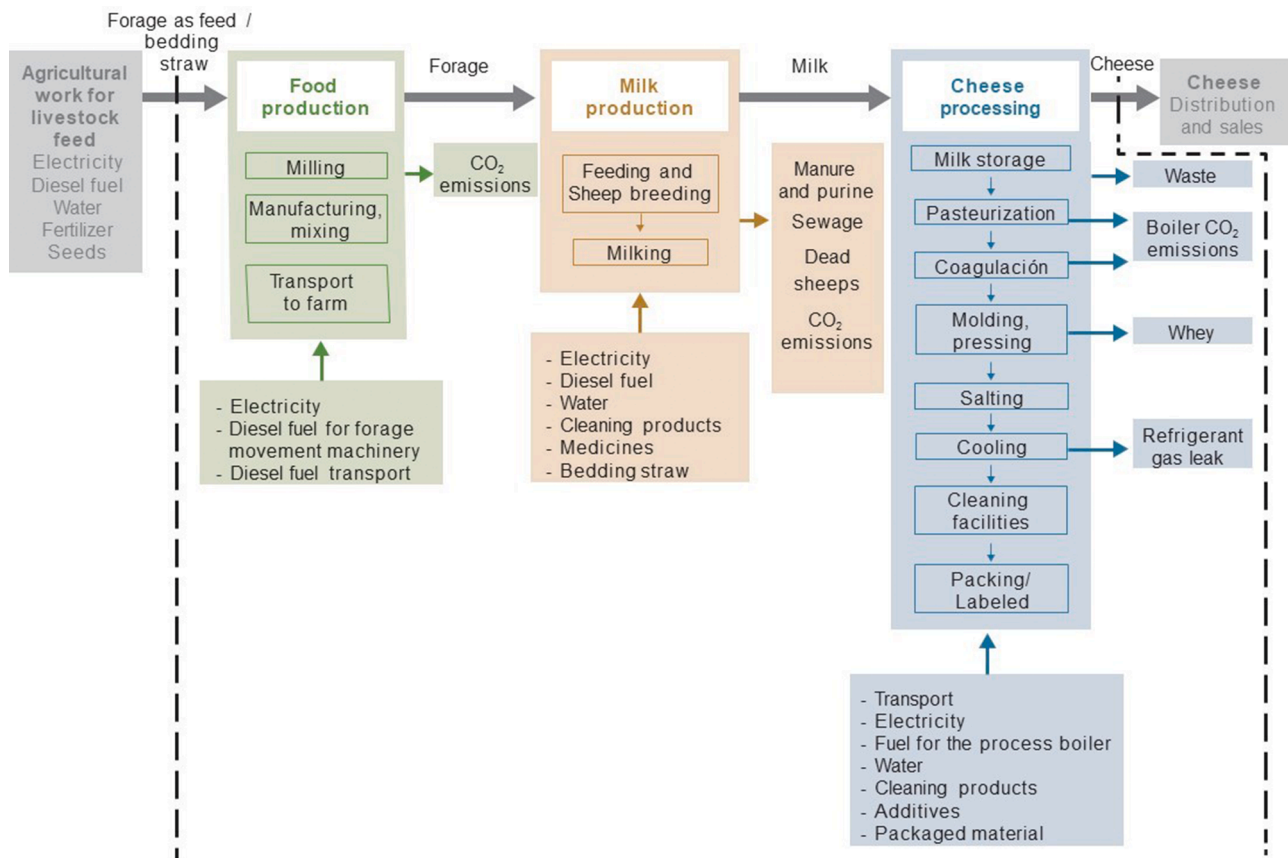 Forage as feed /
bedding
straw
Agricultural
work for
livestock
feed
Electricity
Diesel fuel
Water
Fertilizer
Seeds
Food
production
Milling
Manufacturing,
mixing
Transport
to farm
CO₂
emissions
- Electricity
- Diesel fuel for forage
movement machinery
- Diesel fuel transport
Forage
Milk
production
Feeding and
Sheep breeding
Milking
Manure
and purine
Sewage
Dead
sheeps
CO₂
emissions
- Electricity
- Diesel fuel
- Water
- Cleaning products
- Medicines
- Bedding straw
Milk
Cheese
processing
Milk storage
Pasteurization
Coagulación
Molding,
pressing
Salting
Cooling
Cleaning
facilities
Packing/
Labeled
Waste
Boiler CO₂
emissions
Whey
Refrigerant
gas leak
- Transport
- Electricity
- Fuel for the process boiler
- Water
- Cleaning products
- Additives
- Packaged material
Cheese
Cheese
Distribution
and sales